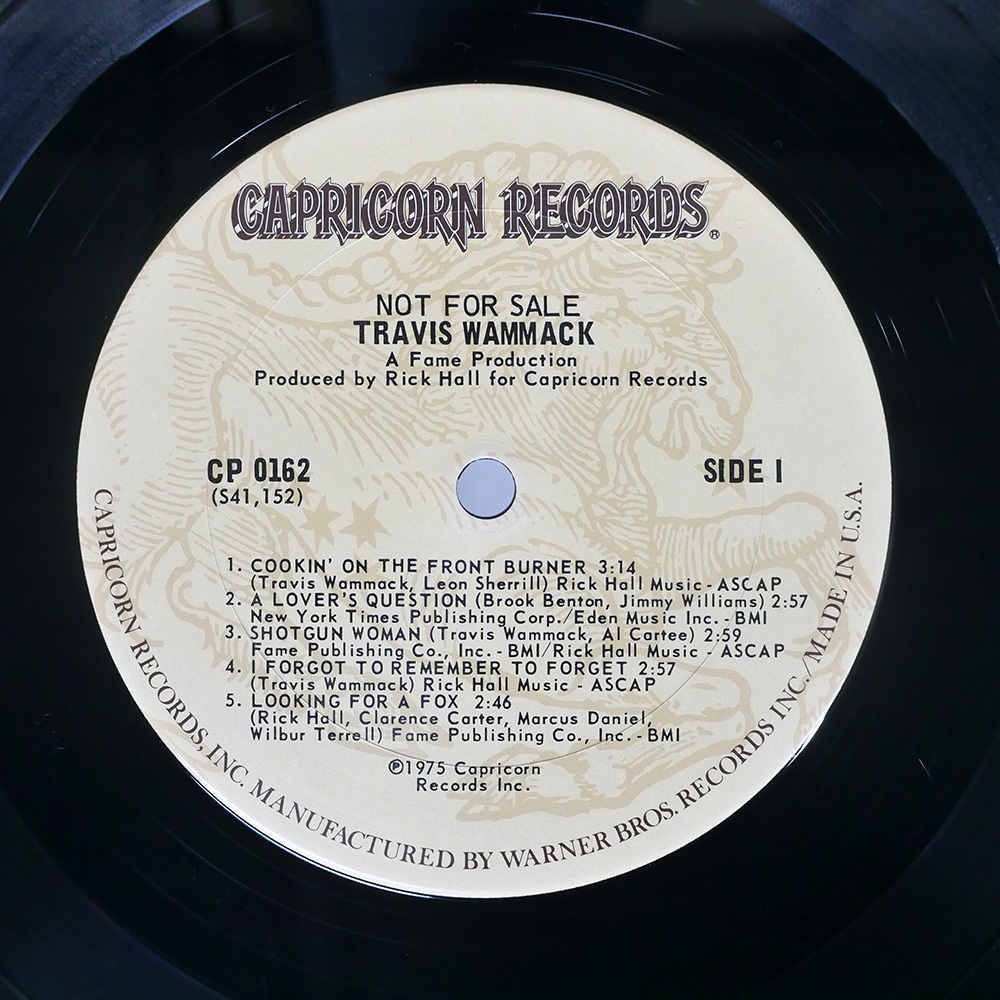 CAPRICORN RECORDS®
NOT FOR SALE
TRAVIS WAMMACK
A Fame Production
Produced by Rick Hall for Capricorn Records
CP 0162
(S41,152)
SIDE 1
1. COOKIN' ON THE FRONT BURNER 3:14
(Travis Wammack, Leon Sherrill) Rick Hall Music - ASCAP
2. A LOVER'S QUESTION (Brook Benton, Jimmy Williams) 2:57
New York Times Publishing Corp./Eden Music Inc. - BMI
3. SHOTGUN WOMAN (Travis Wammack, Al Cartee) 2:59
Fame Publishing Co., Inc. - BMI/Rick Hall Music - ASCAP
4. I FORGOT TO REMEMBER TO FORGET 2:57
(Travis Wammack) Rick Hall Music - ASCAP
5. LOOKING FOR A FOX 2:46
(Rick Hall, Clarence Carter, Marcus Daniel,
Wilbur Terrell) Fame Publishing Co., Inc. - BMI
℗1975 Capricorn
Records Inc.
CAPRICORN RECORDS, INC. MANUFACTURED BY WARNER BROS. RECORDS INC./MADE IN U.S.A.